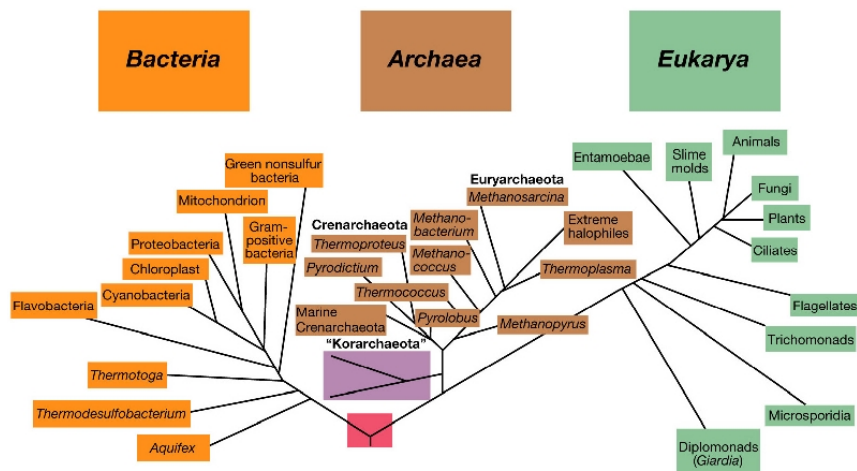 Bacteria
Archaea
Eukarya
Green nonsulfur
bacteria
Mitochondrion
Gram-
positive
bacteria
Proteobacteria
Chloroplast
Cyanobacteria
Flavobacteria
Thermotoga
Thermodesulfobacterium
Aquifex
Crenarchaeota
Thermoproteus
Pyrodictium
Thermococcus
Marine
Crenarchaeota
Pyrolobus
"Korarchaeota"
Euryarchaeota
Methanosarcina
Methano-
bacterium
Methano-
coccus
Extreme
halophiles
Thermoplasma
Methanopyrus
Entamoebae
Slime
molds
Animals
Fungi
Plants
Ciliates
Flagellates
Trichomonads
Microsporidia
Diplomonads
(Giardia)